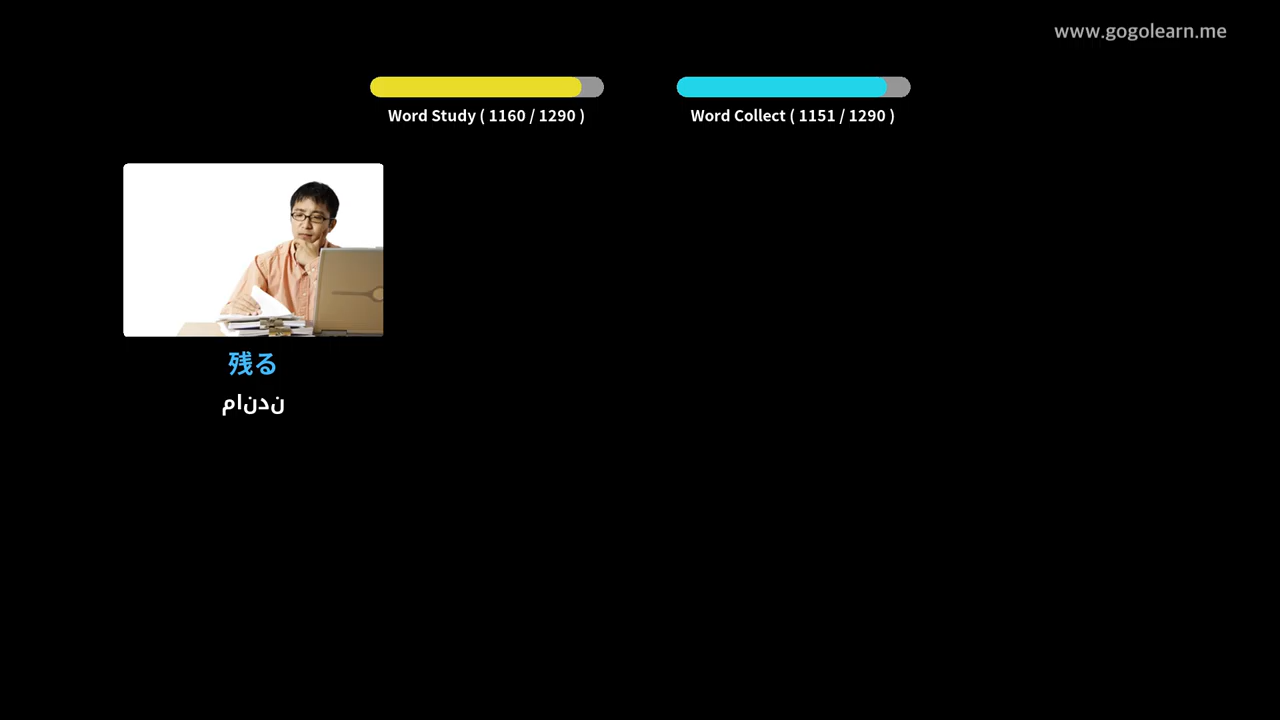 www.gogolearn.me
Word Study ( 1160 / 1290 )
Word Collect ( 1151 / 1290 )
残る
ماندن